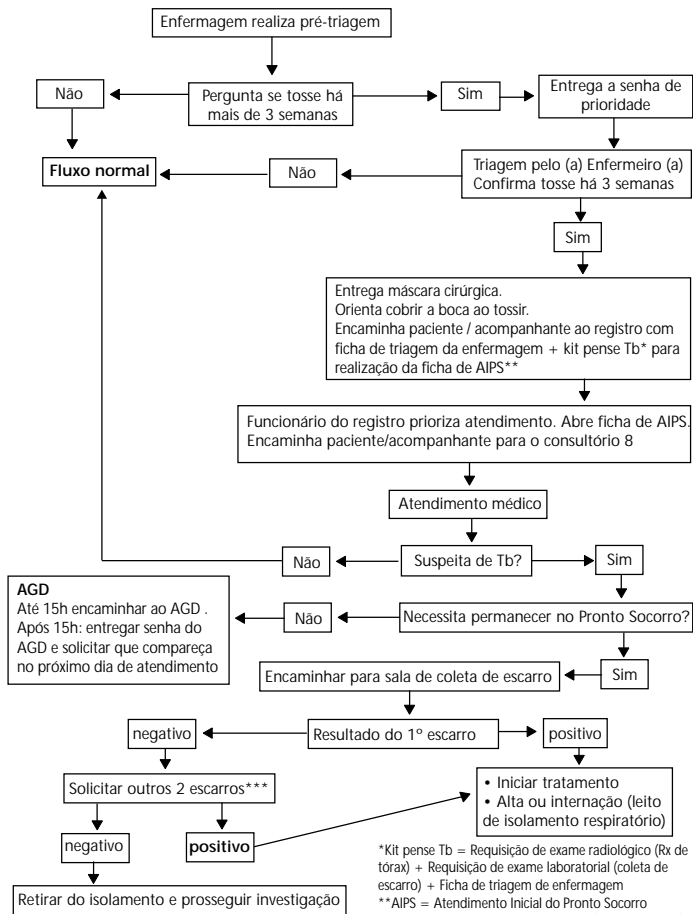 Enfermagem realiza pré-triagem
Não
Pergunta se tosse há
mais de 3 semanas
Sim
Entrega a senha de
prioridade
Fluxo normal
Não
Triagem pelo (a) Enfermeiro (a)
Confirma tosse há 3 semanas
Sim
Entrega máscara cirúrgica.
Orienta cobrir a boca ao tossir.
Encaminha paciente / acompanhante ao registro com
ficha de triagem da enfermagem + kit pense Tb* para
realização da ficha de AIPS**
Funcionário do registro prioriza atendimento. Abre ficha de AIPS.
Encaminha paciente/acompanhante para o consultório 8
Atendimento médico
Não
Suspeita de Tb?
Sim
AGD
Até 15h encaminhar ao AGD .
Após 15h: entregar senha do
AGD e solicitar que compareça
no próximo dia de atendimento
Não
Necessita permanecer no Pronto Socorro?
Sim
Encaminhar para sala de coleta de escarro
negativo
Resultado do 1º escarro
positivo
Solicitar outros 2 escarros***
• Iniciar tratamento
• Alta ou internação (leito
de isolamento respiratório)
negativo
positivo
Retirar do isolamento e prosseguir investigação
*Kit pense Tb = Requisição de exame radiológico (Rx de
tórax) + Requisição de exame laboratorial (coleta de
escarro) + Ficha de triagem de enfermagem
**AIPS = Atendimento Inicial do Pronto Socorro